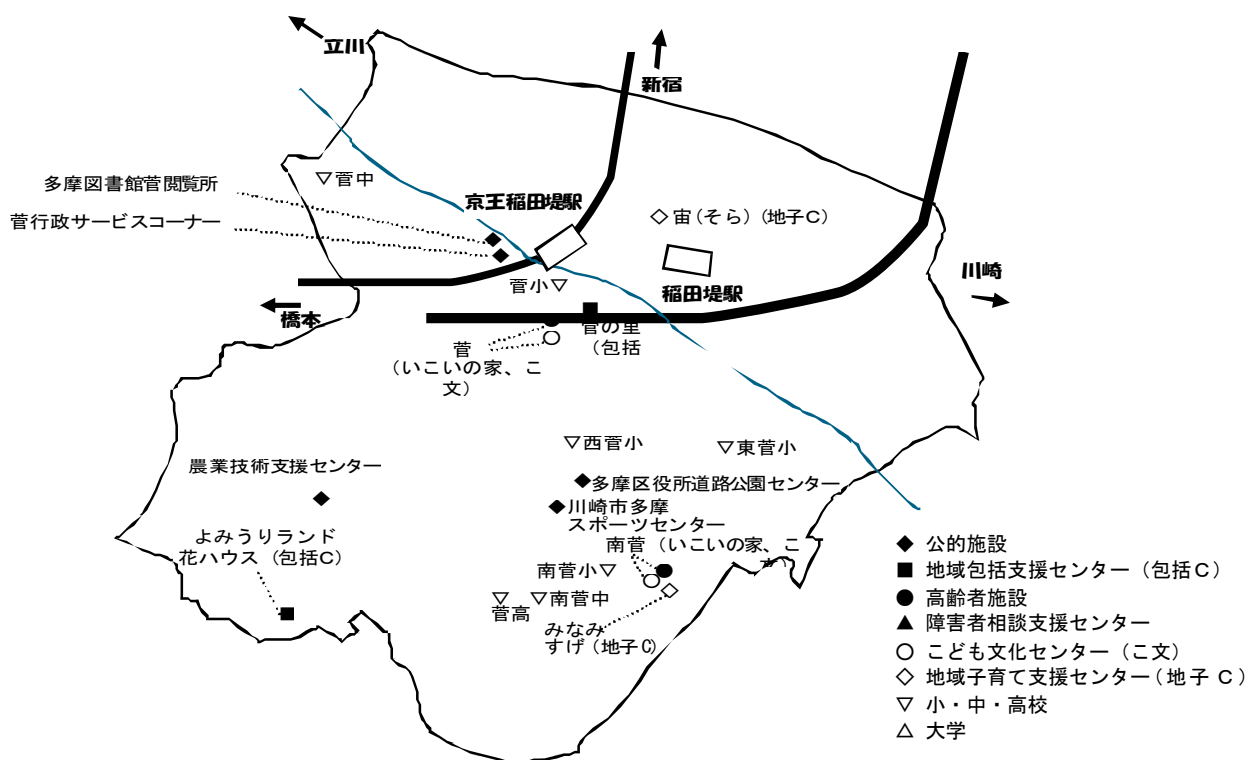 立川
新宿
多摩図書館菅閲覧所
▽菅中
京王稲田堤駅
◇宙（そら）（地子C）
菅行政サービスコーナー
川崎
菅小▽
稲田堤駅
橋本
菅の里
（包括
菅
（いこいの家、こ
文）
▽西菅小
▽東菅小
農業技術支援センター
◆多摩区役所道路公園センター
◆川崎市多摩
スポーツセンター
よみうりランド
花ハウス（包括C）
南菅（いこいの家、こ
南菅小▽
▽
菅高
▽南菅中
みなみ
すげ（地子C）
◆ 公的施設
■ 地域包括支援センター（包括C）
● 高齢者施設
▲ 障害者相談支援センター
○ こども文化センター（こ文）
◇ 地域子育て支援センター（地子 C）
▽ 小・中・高校
△ 大学